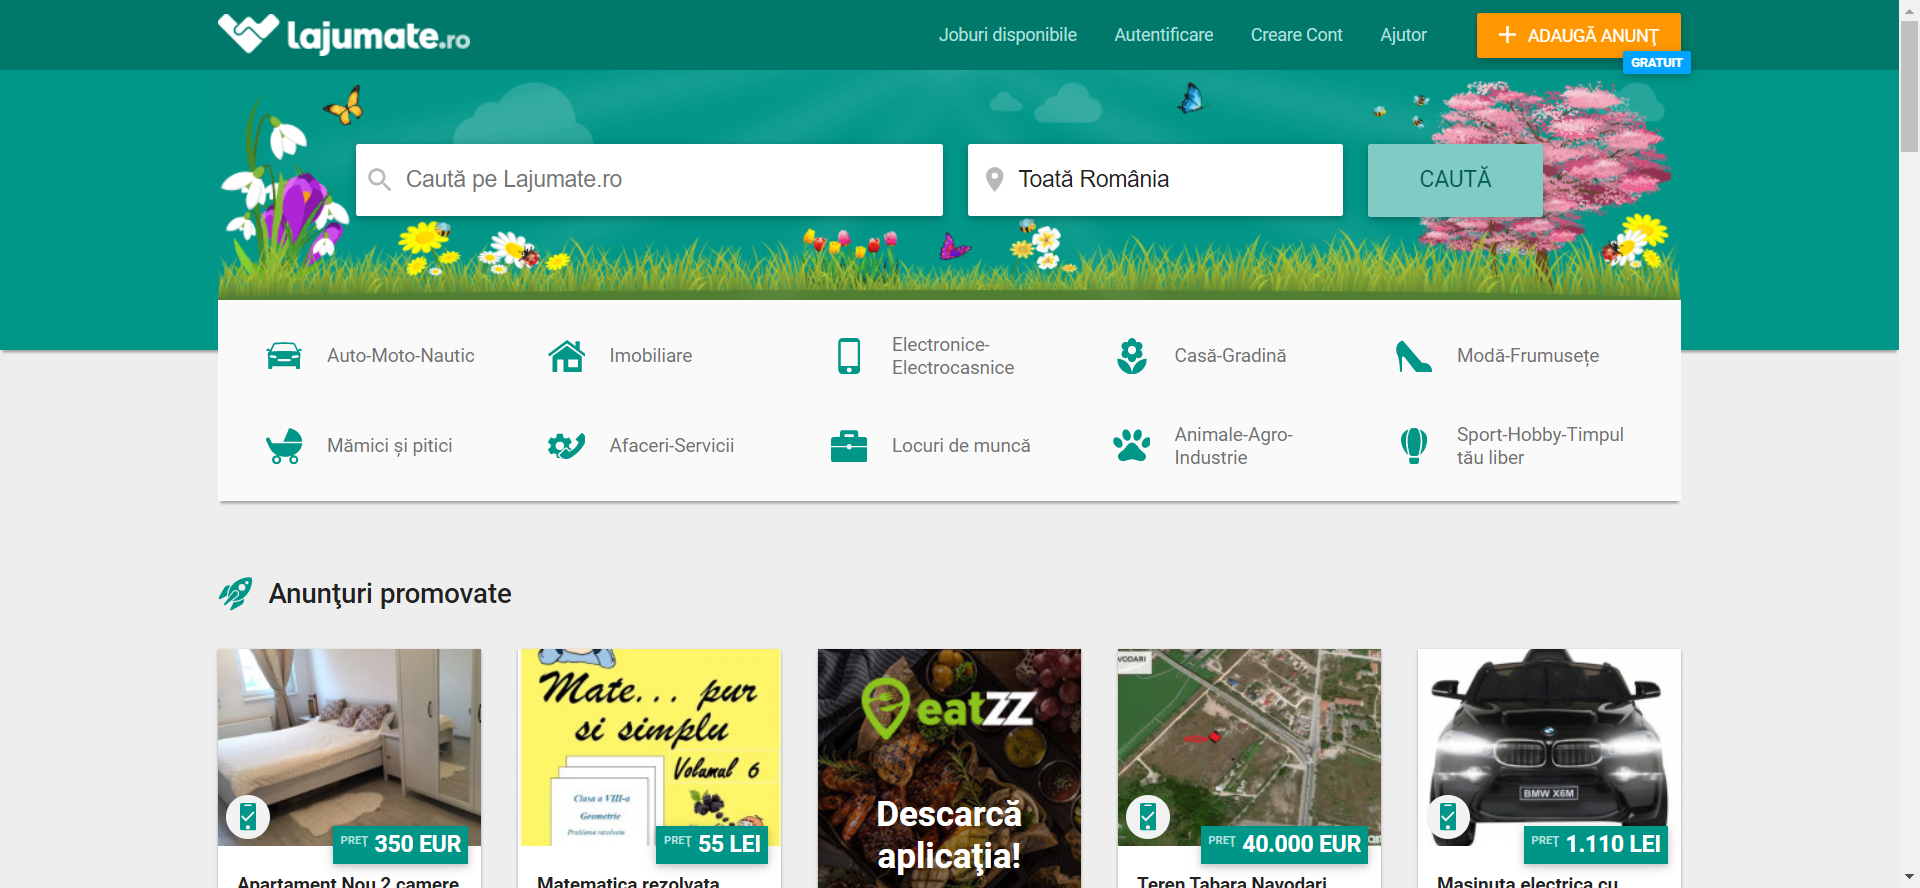 Lajumate.ro
Joburi disponibile
Autentificare
Creare Cont
Ajutor
+ ADAUGĂ ANUNŢ
GRATUIT
Caută pe Lajumate.ro
Toată România
CAUTĂ
Auto-Moto-Nautic
Imobiliare
Electronice-
Electrocasnice
Casă-Gradină
Modă-Frumusețe
Mămici și pitici
Afaceri-Servicii
Locuri de muncă
Animale-Agro-
Industrie
Sport-Hobby-Timpul
tău liber
Anunţuri promovate
PREŢ 350 EUR
Apartament Nou 2 camere
Mate... pur
si simplu
Volumul 6
Clasa a VIII-a
Geometrie
Probleme rezolvate
PREŢ 55 LEI
Matematica rezolvata
eatzz
Descarcă
aplicaţia!
VODARI
PREŢ 40.000 EUR
Teren Tabara Navodari
BMW X6M
PREŢ 1.110 LEI
Masinuta electrica cu